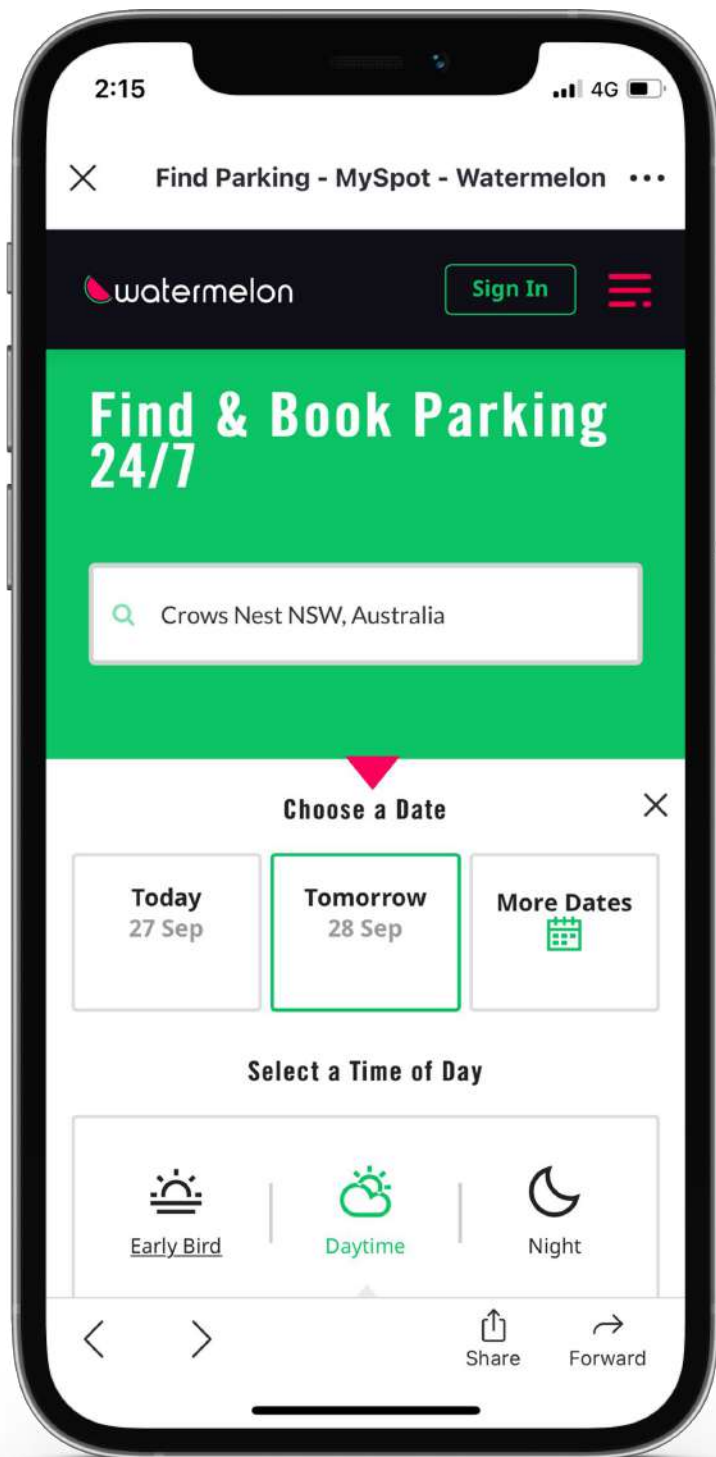 2:15
4G
Find Parking - MySpot - Watermelon
watermelon
Sign In
Find & Book Parking
24/7
Crows Nest NSW, Australia
Choose a Date
Today
27 Sep
Tomorrow
28 Sep
More Dates
Select a Time of Day
Early Bird
Daytime
Night
Share
Forward